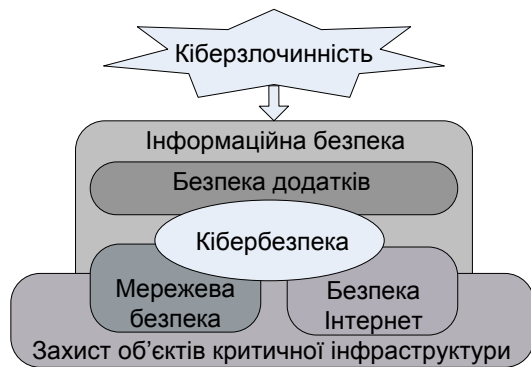 Кіберзлочинність
Інформаційна безпека
Безпека додатків
Кібербезпека
Мережева
безпека
Безпека
Інтернет
Захист об’єктів критичної інфраструктури